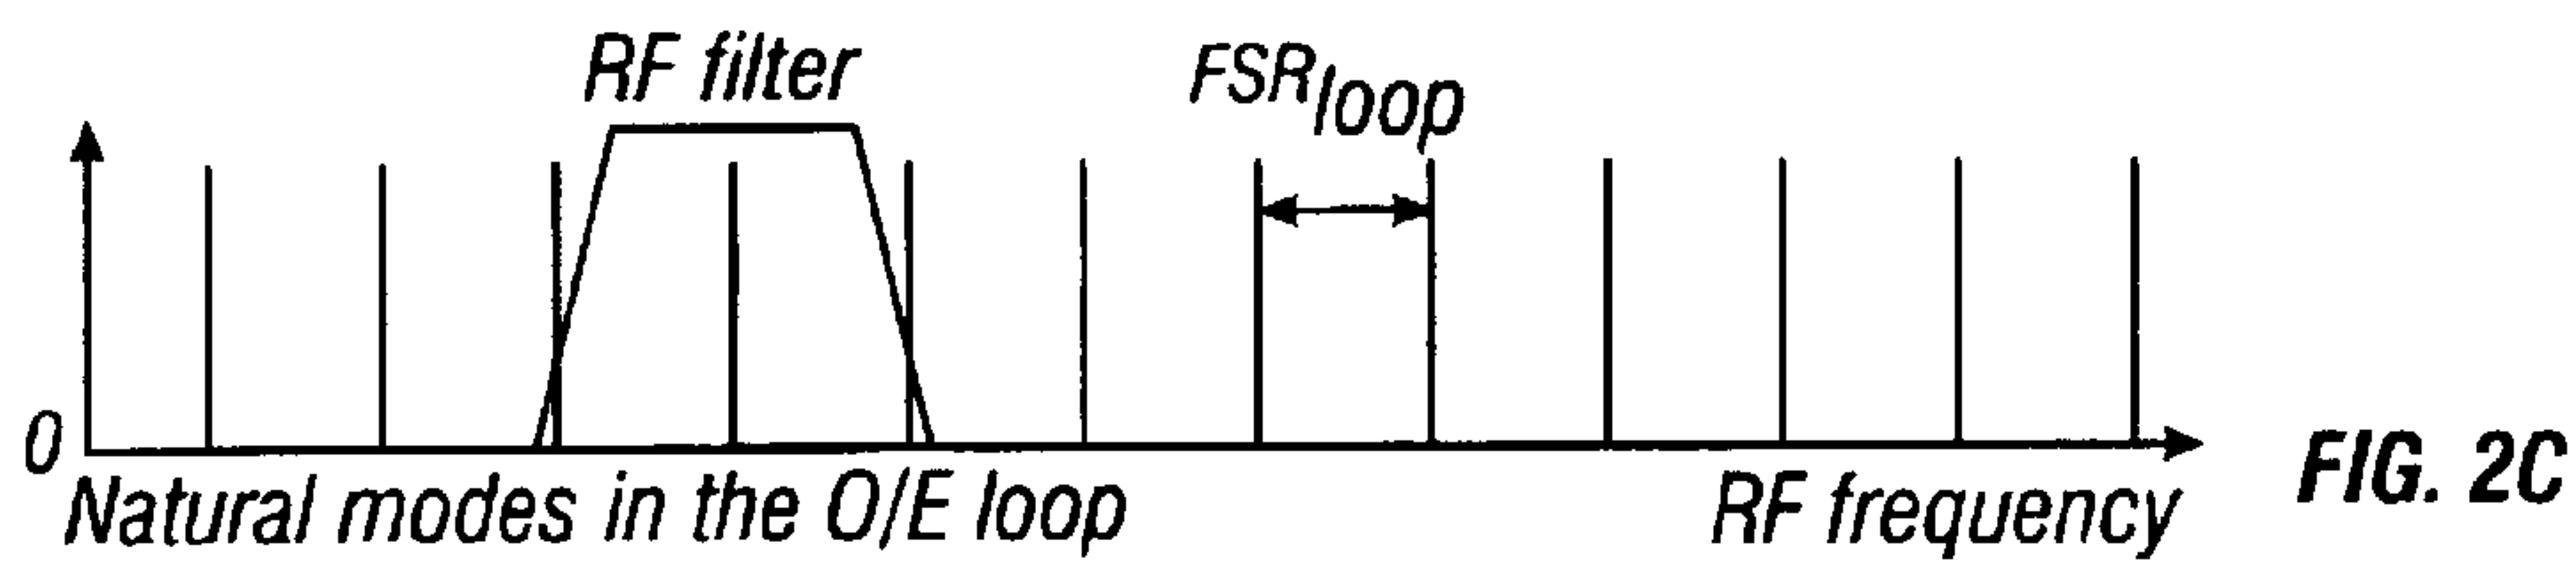 RF filter
FSRloop
0
Natural modes in the O/E loop
RF frequency
FIG. 2C